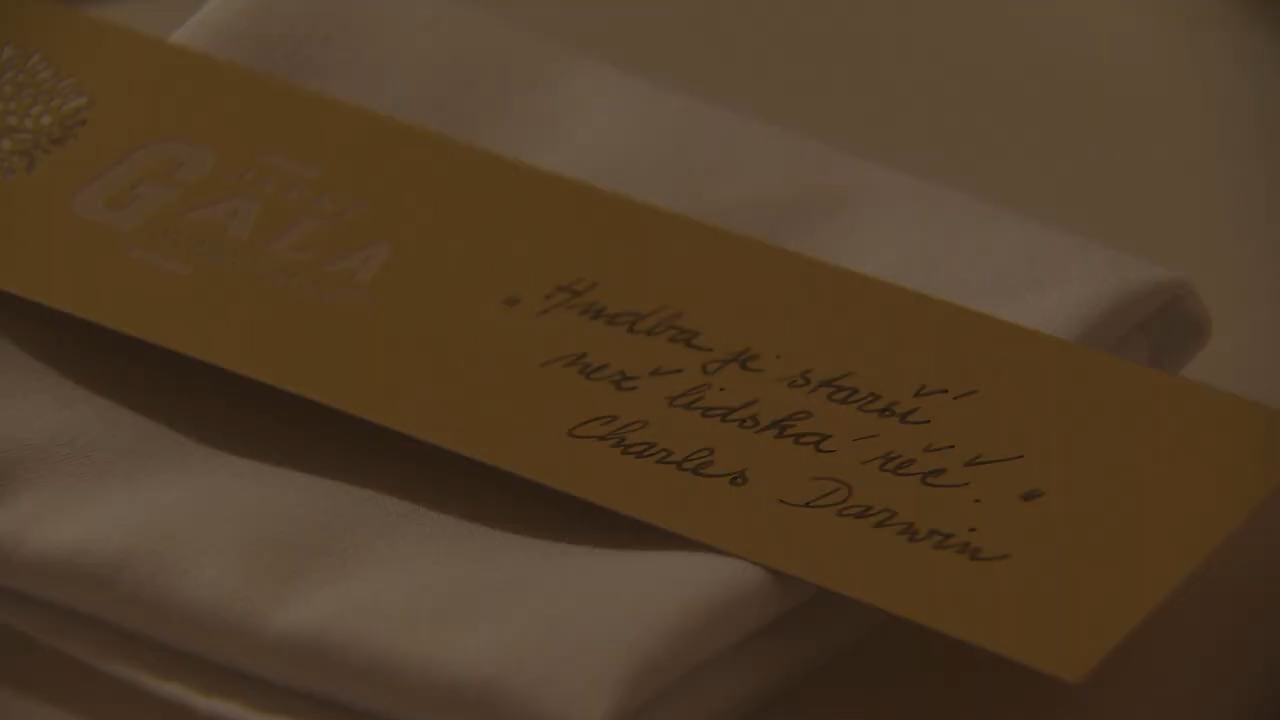 GALA
„Hudba je starší
než lidská řeč."
Charles Darwin